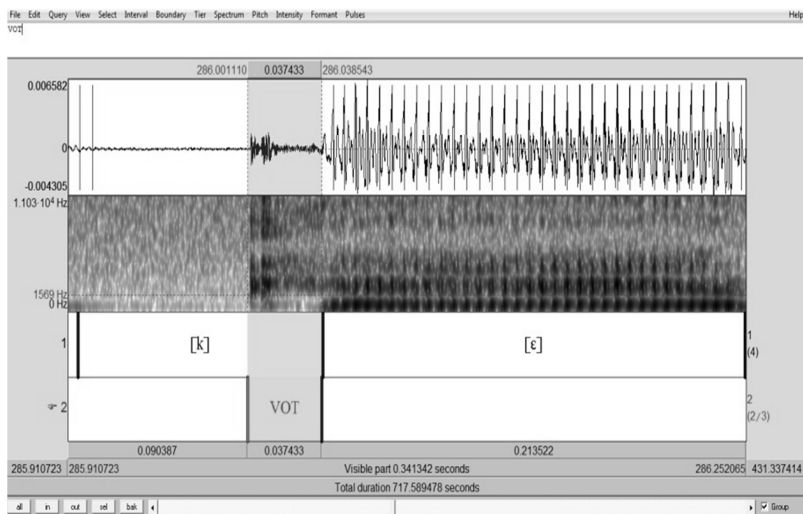 File Edit Query View Select Interval Boundary Tier Spectrum Pitch Intensity Formant Pulses Help
VOT
286.001110 0.037433 286.038543
0.006582
0
-0.004305
1.103·10⁴ Hz
1569 Hz
0 Hz
1 [k] [ɛ] 1
(4)
2 VOT 2
(2/3)
0.090387 0.037433 0.213522
285.910723 285.910723 Visible part 0.341342 seconds 286.252065 431.337414
Total duration 717.589478 seconds
all in out sel bak Group